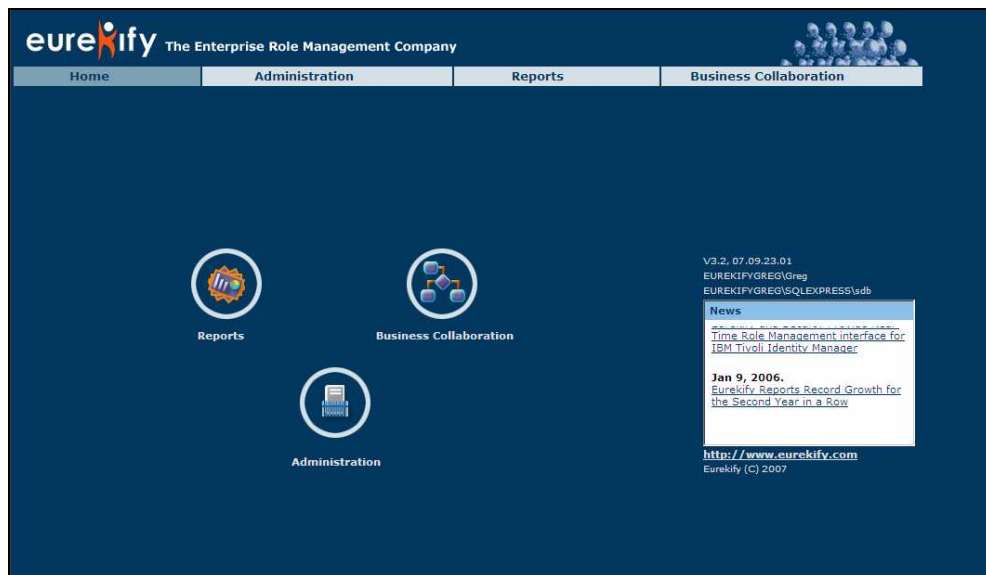 eurekify The Enterprise Role Management Company
Home Administration Reports Business Collaboration
Reports
Business Collaboration
Administration
V3.2, 07.09.23.01
EUREKIFYGREG\Greg
EUREKIFYGREG\SQLEXPRESS\sdb
News
Time Role Management interface for
IBM Tivoli Identity Manager
Jan 9, 2006.
Eurekify Reports Record Growth for
the Second Year in a Row
http://www.eurekify.com
Eurekify (C) 2007